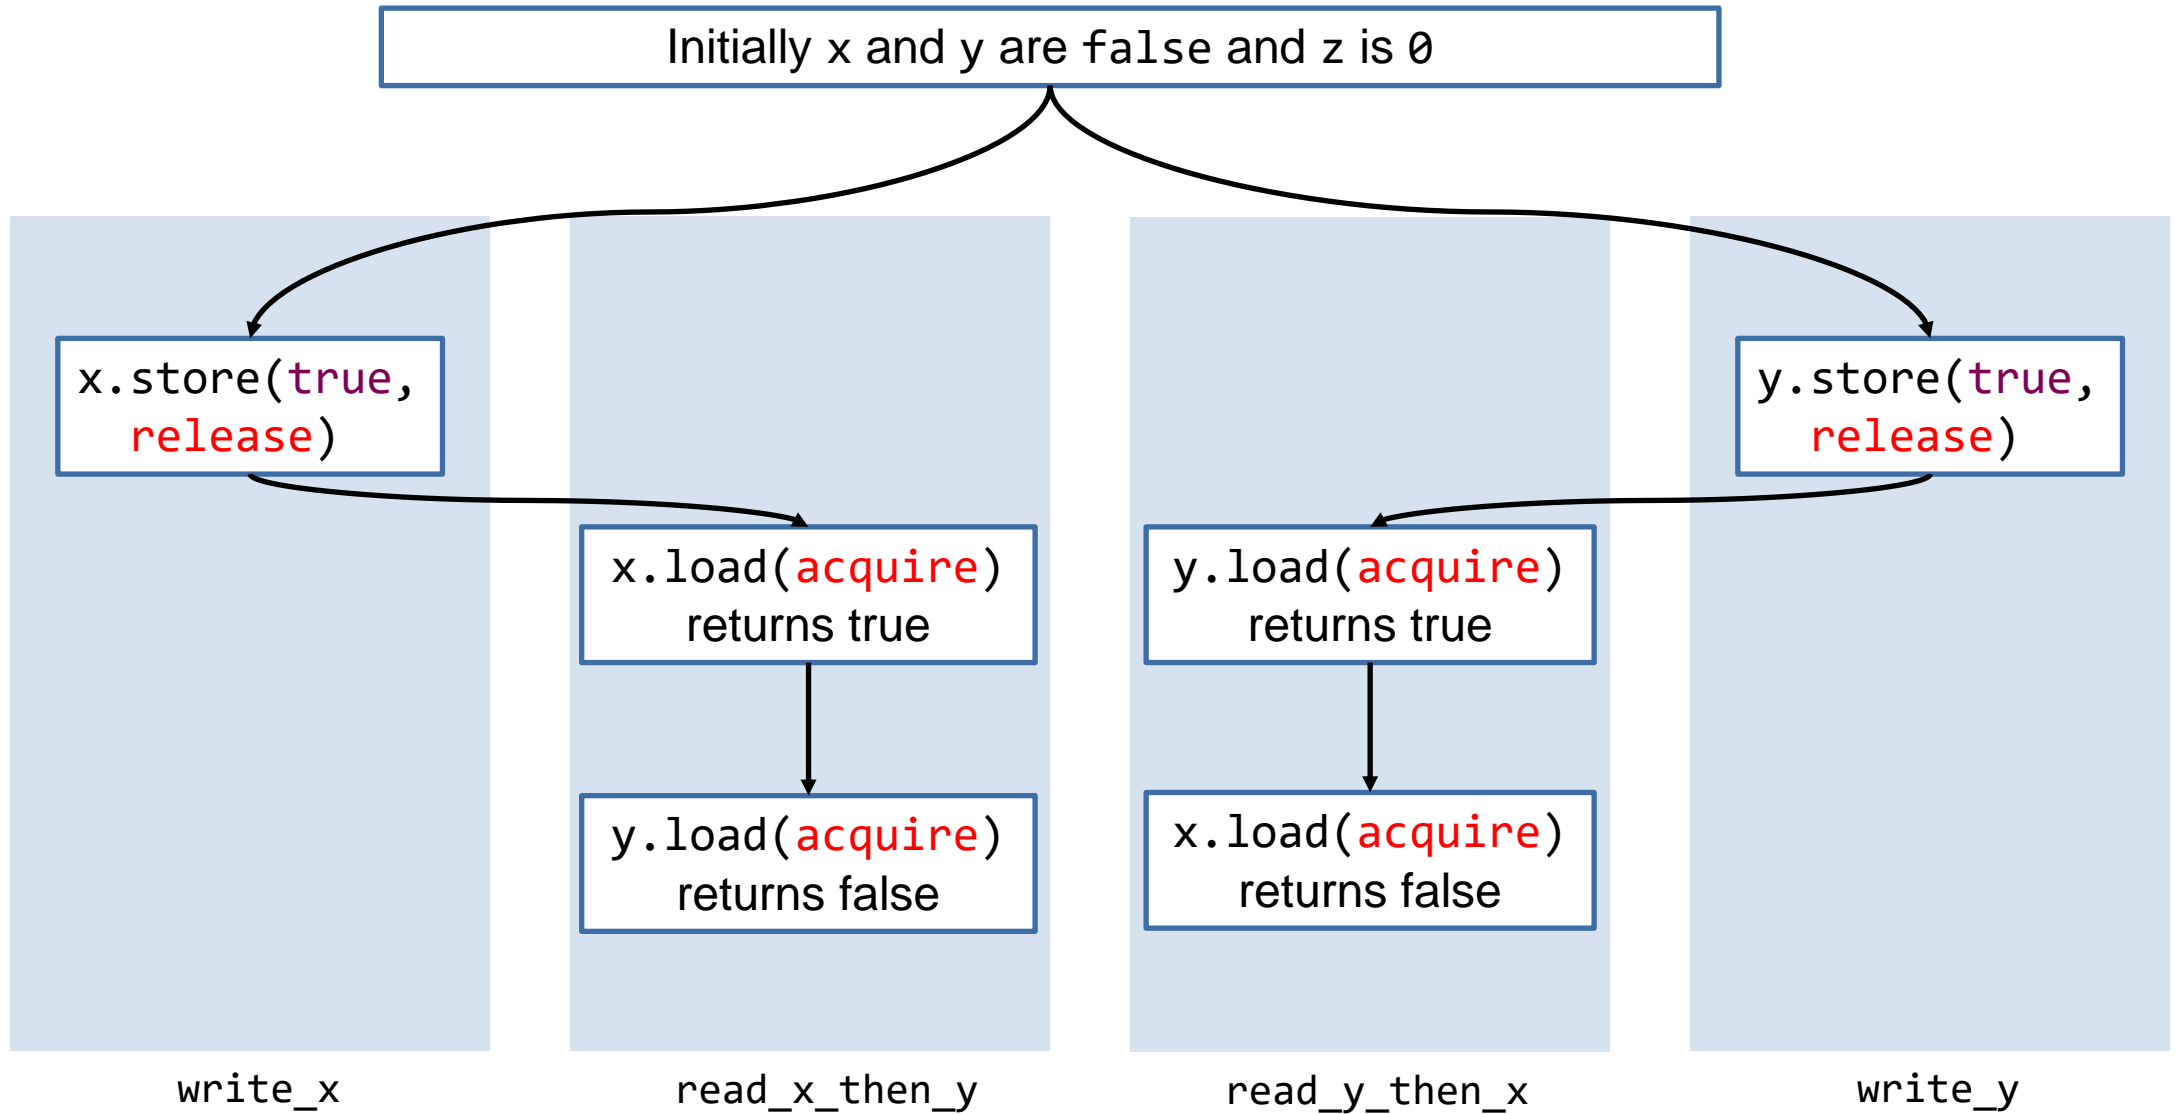 Initially x and y are false and z is 0
x.store(true,
release)
y.store(true,
release)
x.load(acquire)
returns true
y.load(acquire)
returns true
y.load(acquire)
returns false
x.load(acquire)
returns false
write_x
read_x_then_y
read_y_then_x
write_y